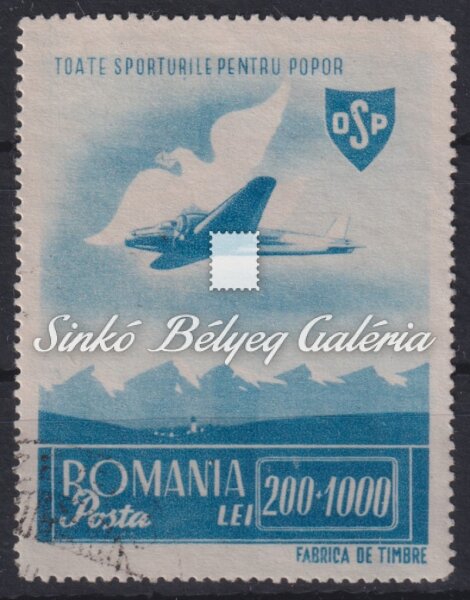 TOATE SPORTURILE PENTRU POPOR
OSP
Sinkó Bélyeg Galéria
ROMANIA
Posta
LEI 200+1000
FABRICA DE TIMBRE